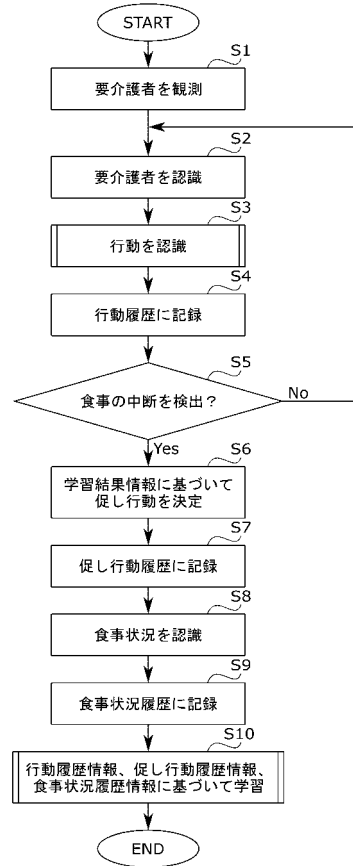 START
S1
要介護者を観測
S2
要介護者を認識
S3
行動を認識
S4
行動履歴に記録
S5
食事の中断を検出？
No
Yes
S6
学習結果情報に基づいて
促し行動を決定
S7
促し行動履歴に記録
S8
食事状況を認識
S9
食事状況履歴に記録
S10
行動履歴情報、促し行動履歴情報、
食事状況履歴情報に基づいて学習
END